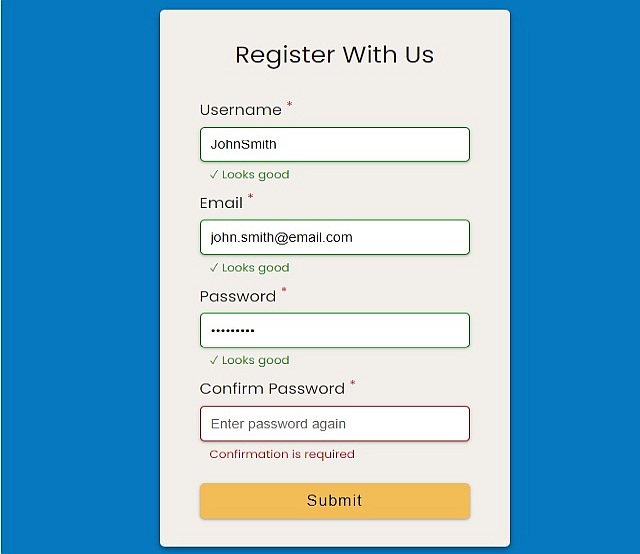 Register With Us
Username *
JohnSmith
✓ Looks good
Email *
john.smith@email.com
✓ Looks good
Password *
•••••••••
✓ Looks good
Confirm Password *
Enter password again
Confirmation is required
Submit